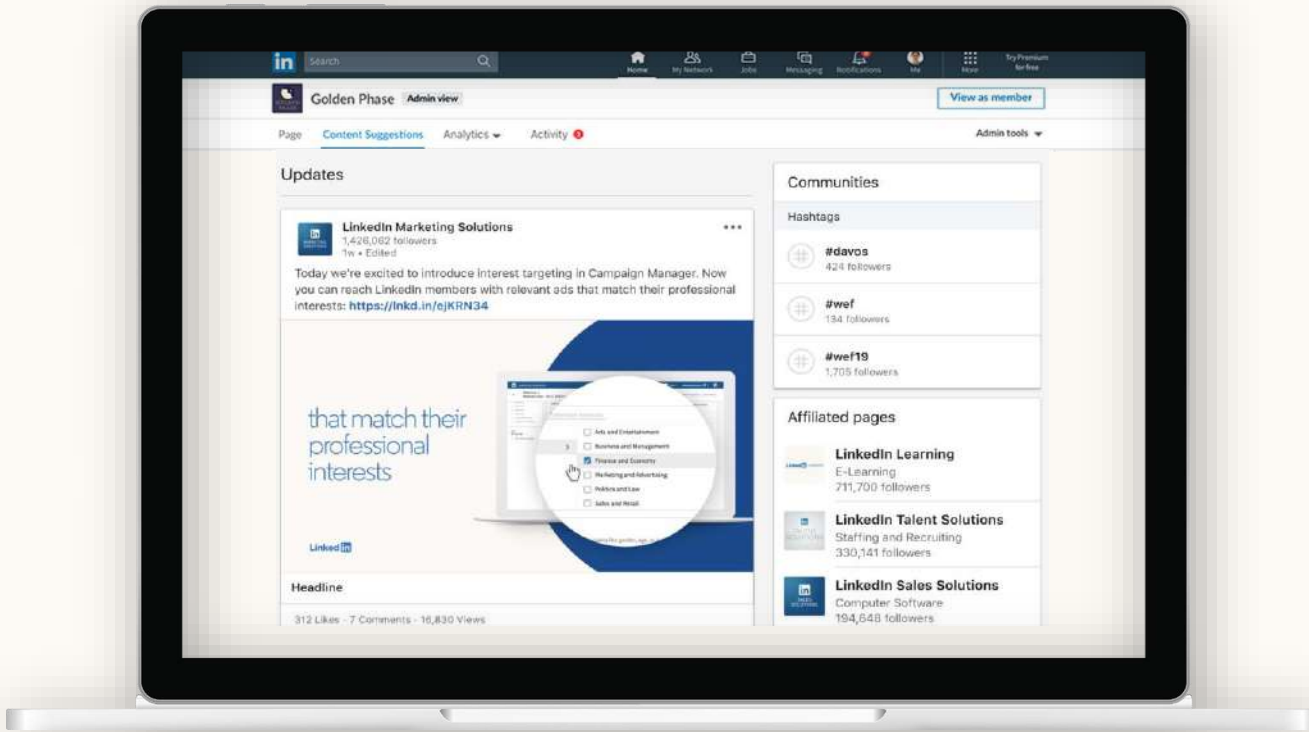 in Search Home My Network Jobs Messaging Notifications Me More Try Premium
for free
Golden Phase Admin view View as member
Page Content Suggestions Analytics Activity Admin tools
Updates
LinkedIn Marketing Solutions
1,426,062 followers
1w • Edited
Today we're excited to introduce interest targeting in Campaign Manager. Now
you can reach LinkedIn members with relevant ads that match their professional
interests: https://lnkd.in/ejKRN34
that match their
professional
interests
Ads and Entertainment
Business and Management
Finance and Economy
Marketing and Advertising
Politics and Law
Sales and Retail
Linked in
Headline
312 Likes - 7 Comments - 16,830 Views
Communities
Hashtags
#davos
424 followers
#wef
134 followers
#wef19
1,705 followers
Affiliated pages
LinkedIn Learning
E-Learning
711,700 followers
LinkedIn Talent Solutions
Staffing and Recruiting
330,141 followers
in
LinkedIn Sales Solutions
Computer Software
194,648 followers